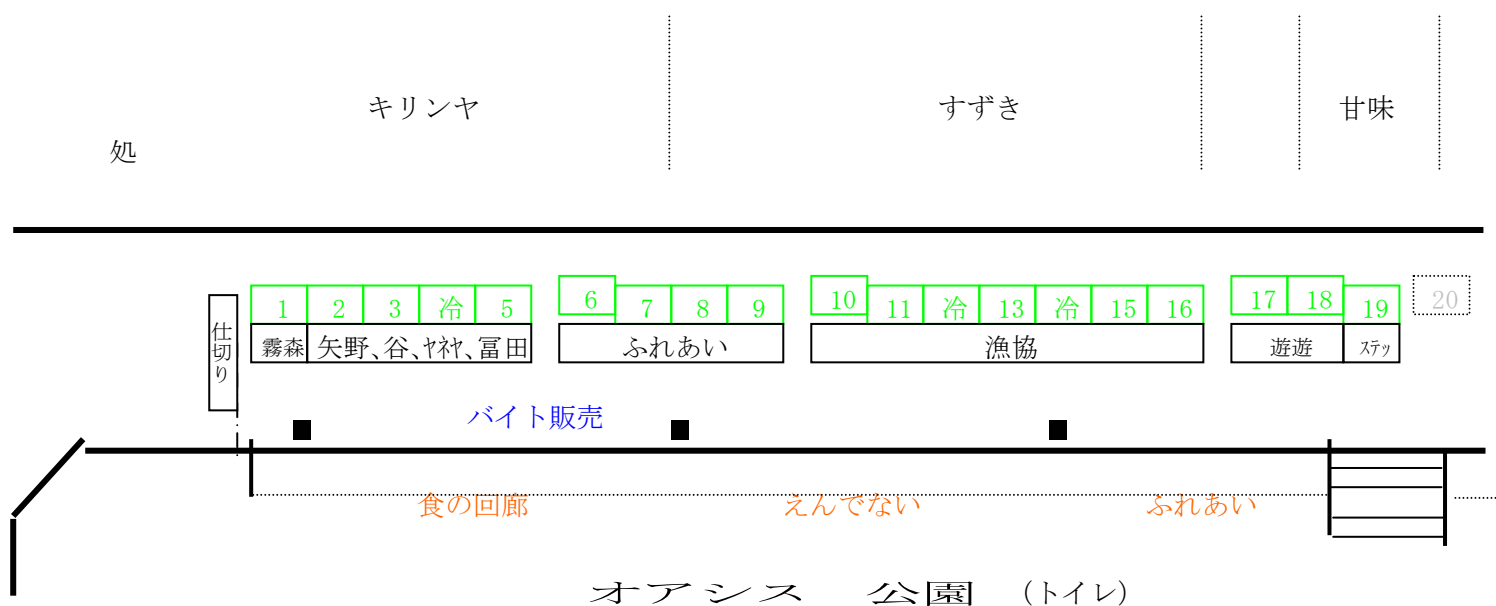 キリンヤ すずき 甘味
処
1 2 3 冷 5 6 7 8 9 10 11 冷 13 冷 15 16 17 18 19 20
仕切り
霧森 矢野、谷、ﾔﾈﾔ、冨田 ふれあい 漁協 遊遊 ｽﾃｯ
バイト販売
食の回廊 えんでない ふれあい
オアシス 公園 (トイレ)